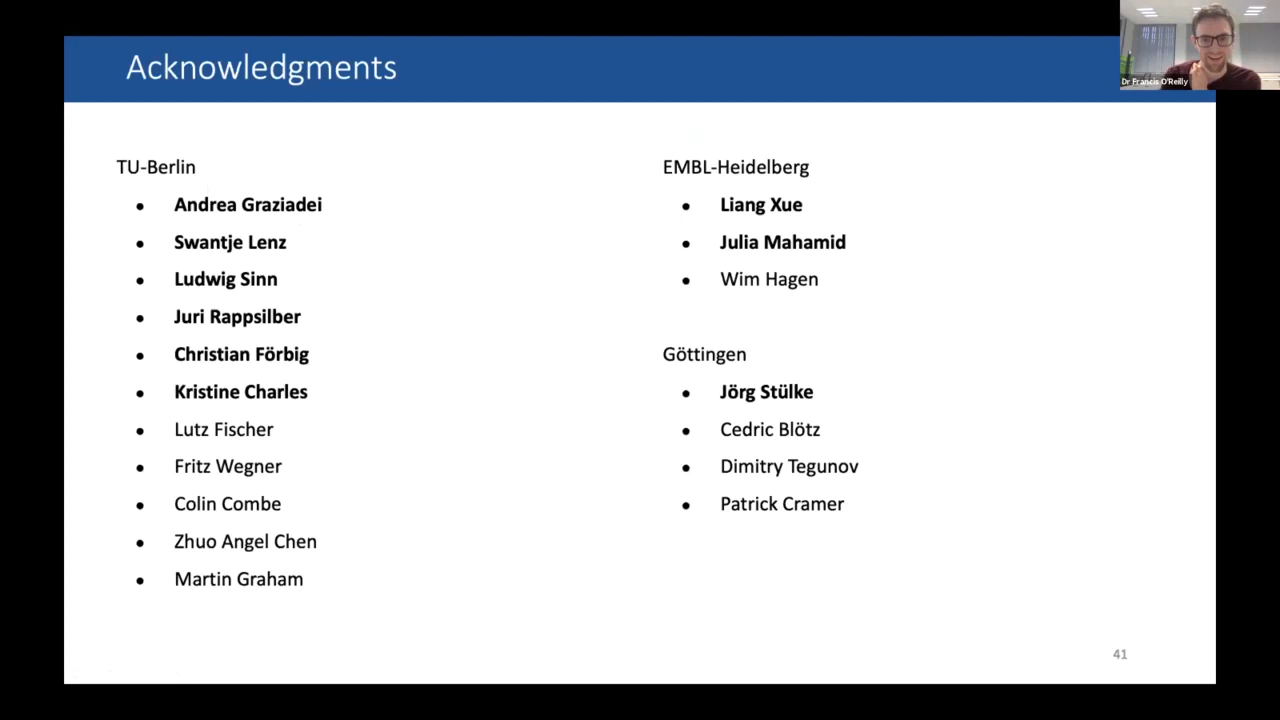 Acknowledgments
Dr Francis O'Reilly
TU-Berlin
• Andrea Graziadei
• Swantje Lenz
• Ludwig Sinn
• Juri Rappsilber
• Christian Förbig
• Kristine Charles
• Lutz Fischer
• Fritz Wegner
• Colin Combe
• Zhuo Angel Chen
• Martin Graham
EMBL-Heidelberg
• Liang Xue
• Julia Mahamid
• Wim Hagen
Göttingen
• Jörg Stülke
• Cedric Blötz
• Dimitry Tegunov
• Patrick Cramer
41